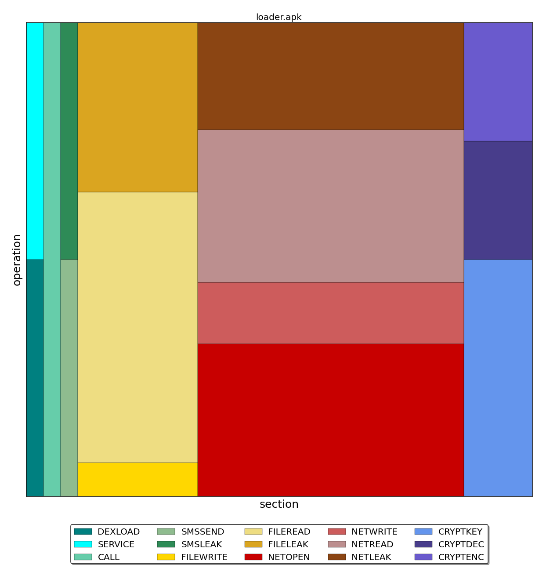 loader.apk
operation
section
DEXLOAD SMSSEND FILEREAD NETWRITE CRYPTKEY
SERVICE SMSLEAK FILELEAK NETREAD CRYPTDEC
CALL FILEWRITE NETOPEN NETLEAK CRYPTENC